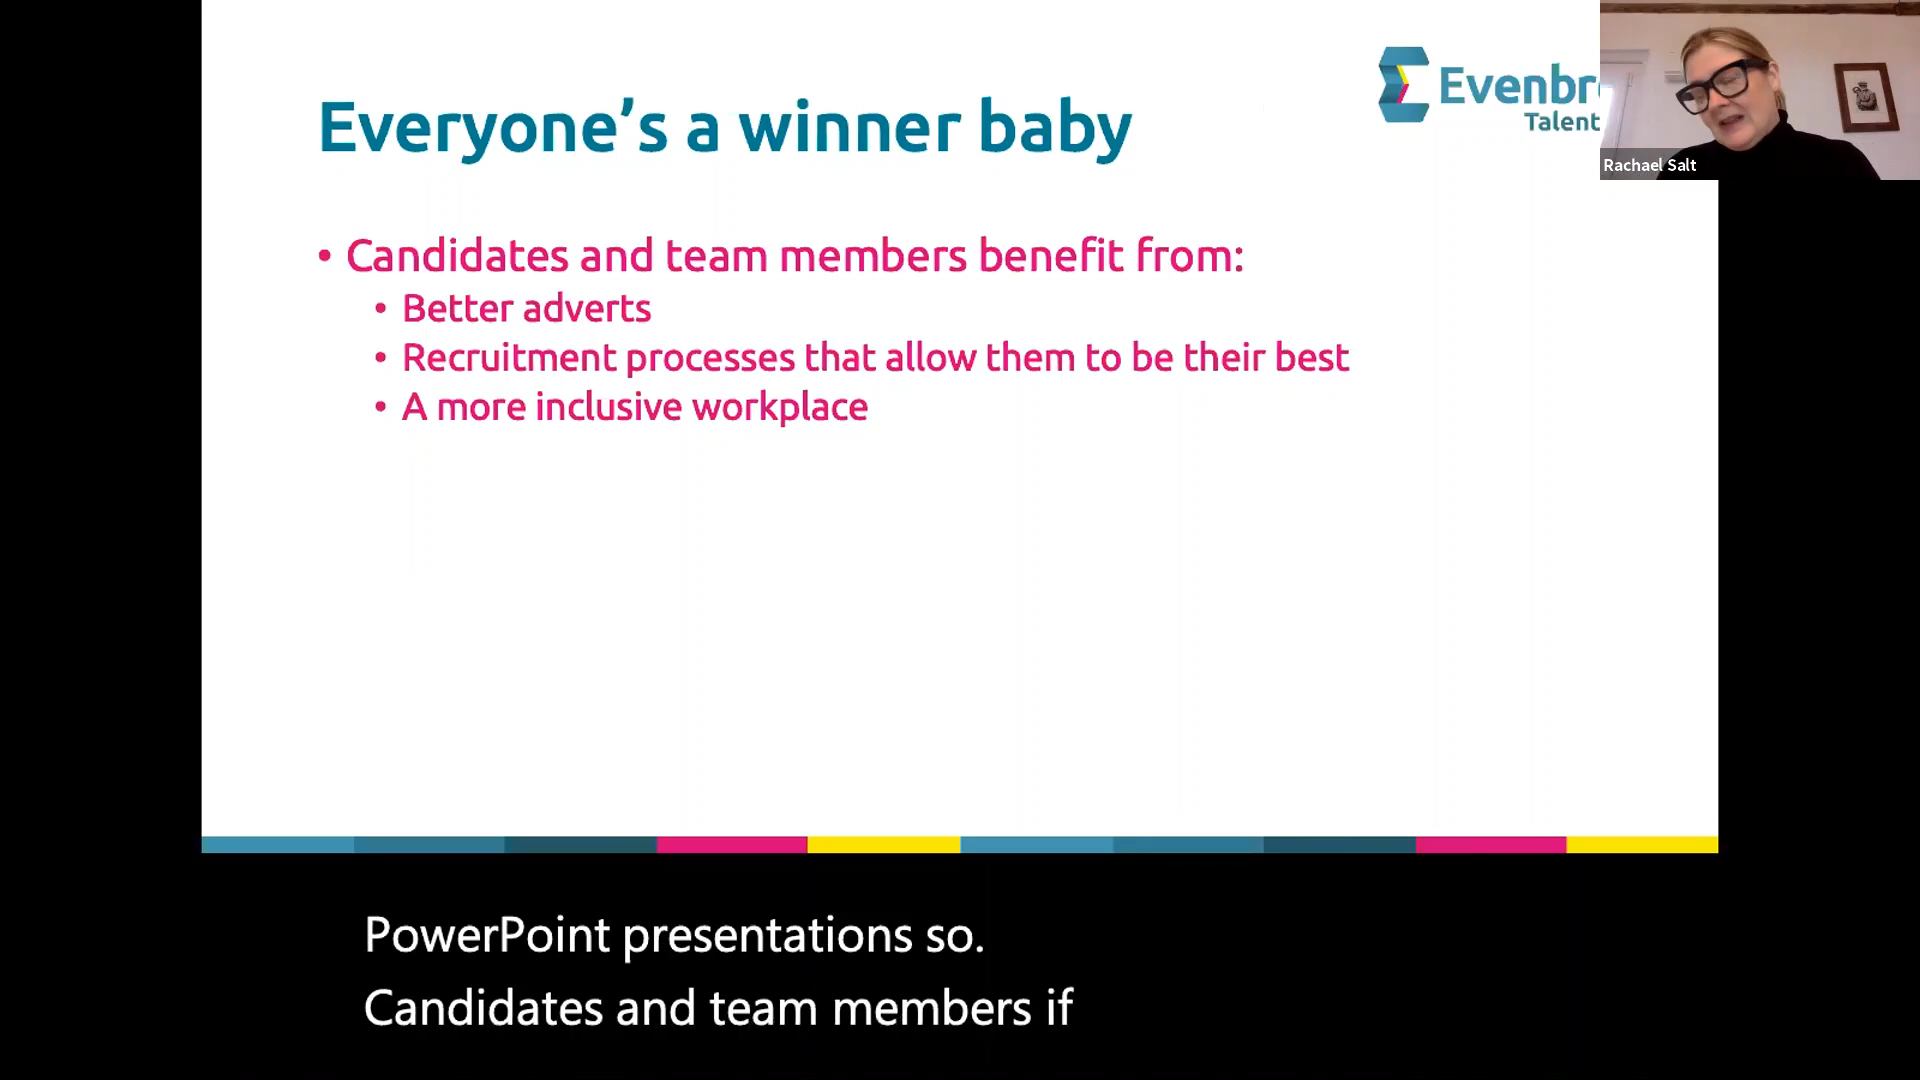 Everyone’s a winner baby
Evenbr
Talent
Rachael Salt
• Candidates and team members benefit from:
• Better adverts
• Recruitment processes that allow them to be their best
• A more inclusive workplace
PowerPoint presentations so.
Candidates and team members if